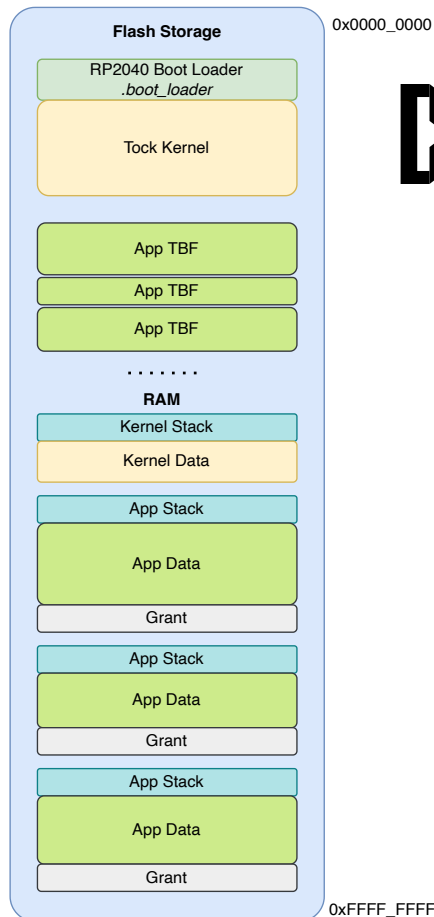 0x0000_0000
Flash Storage
RP2040 Boot Loader
.boot_loader
Tock Kernel
App TBF
App TBF
App TBF
.......
RAM
Kernel Stack
Kernel Data
App Stack
App Data
Grant
App Stack
App Data
Grant
App Stack
App Data
Grant
0xFFFF_FFFF